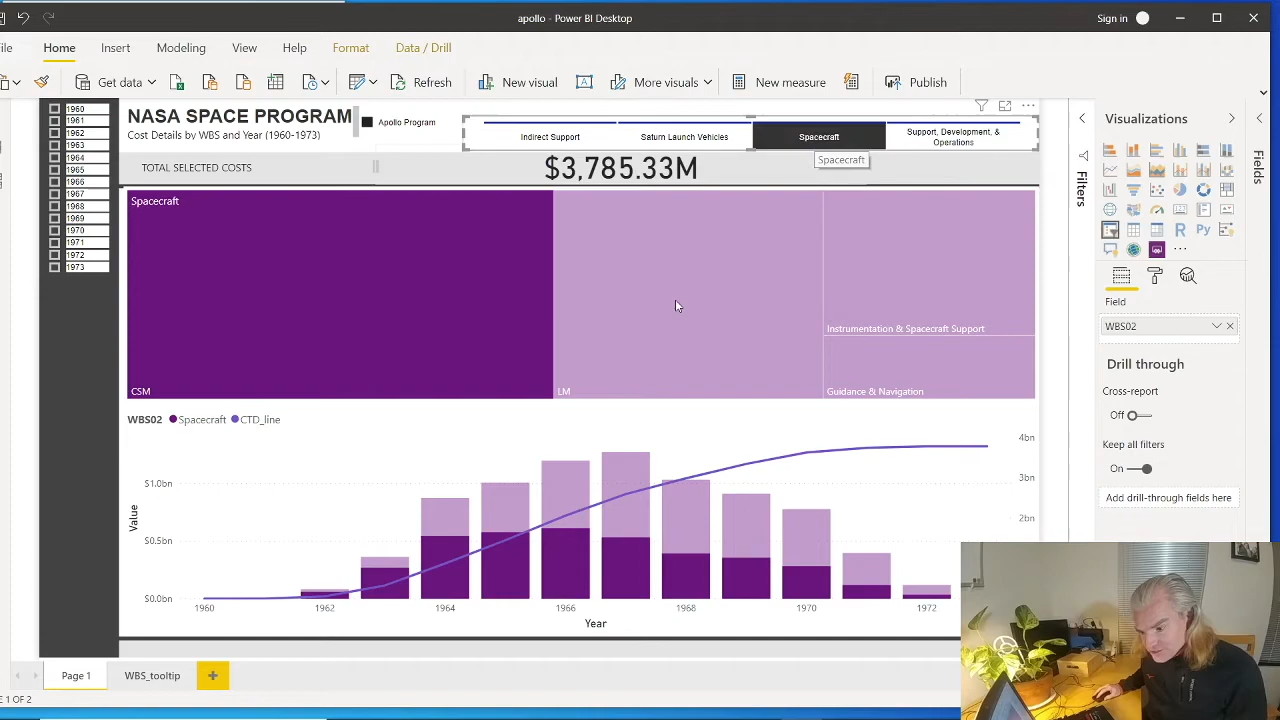 apollo - Power BI Desktop
Sign in
Home
Insert
Modeling
View
Help
Format
Data / Drill
Get data
Refresh
New visual
More visuals
New measure
Publish
1960
1961
1962
1963
1964
1965
1966
1967
1968
1969
1970
1971
1972
1973
NASA SPACE PROGRAM
Cost Details by WBS and Year (1960-1973)
Apollo Program
Indirect Support
Saturn Launch Vehicles
Spacecraft
Support, Development, &
Operations
Spacecraft
TOTAL SELECTED COSTS
$3,785.33M
Spacecraft
CSM
LM
Instrumentation & Spacecraft Support
Guidance & Navigation
WBS02
Spacecraft
CTD_line
Value
$1.0bn
$0.5bn
$0.0bn
4bn
3bn
2bn
1960
1962
1964
1966
1968
1970
1972
Year
Filters
Visualizations
R
Py
Field
WBS02
Drill through
Cross-report
Off
Keep all filters
On
Add drill-through fields here
Fields
Page 1
WBS_tooltip
1 OF 2